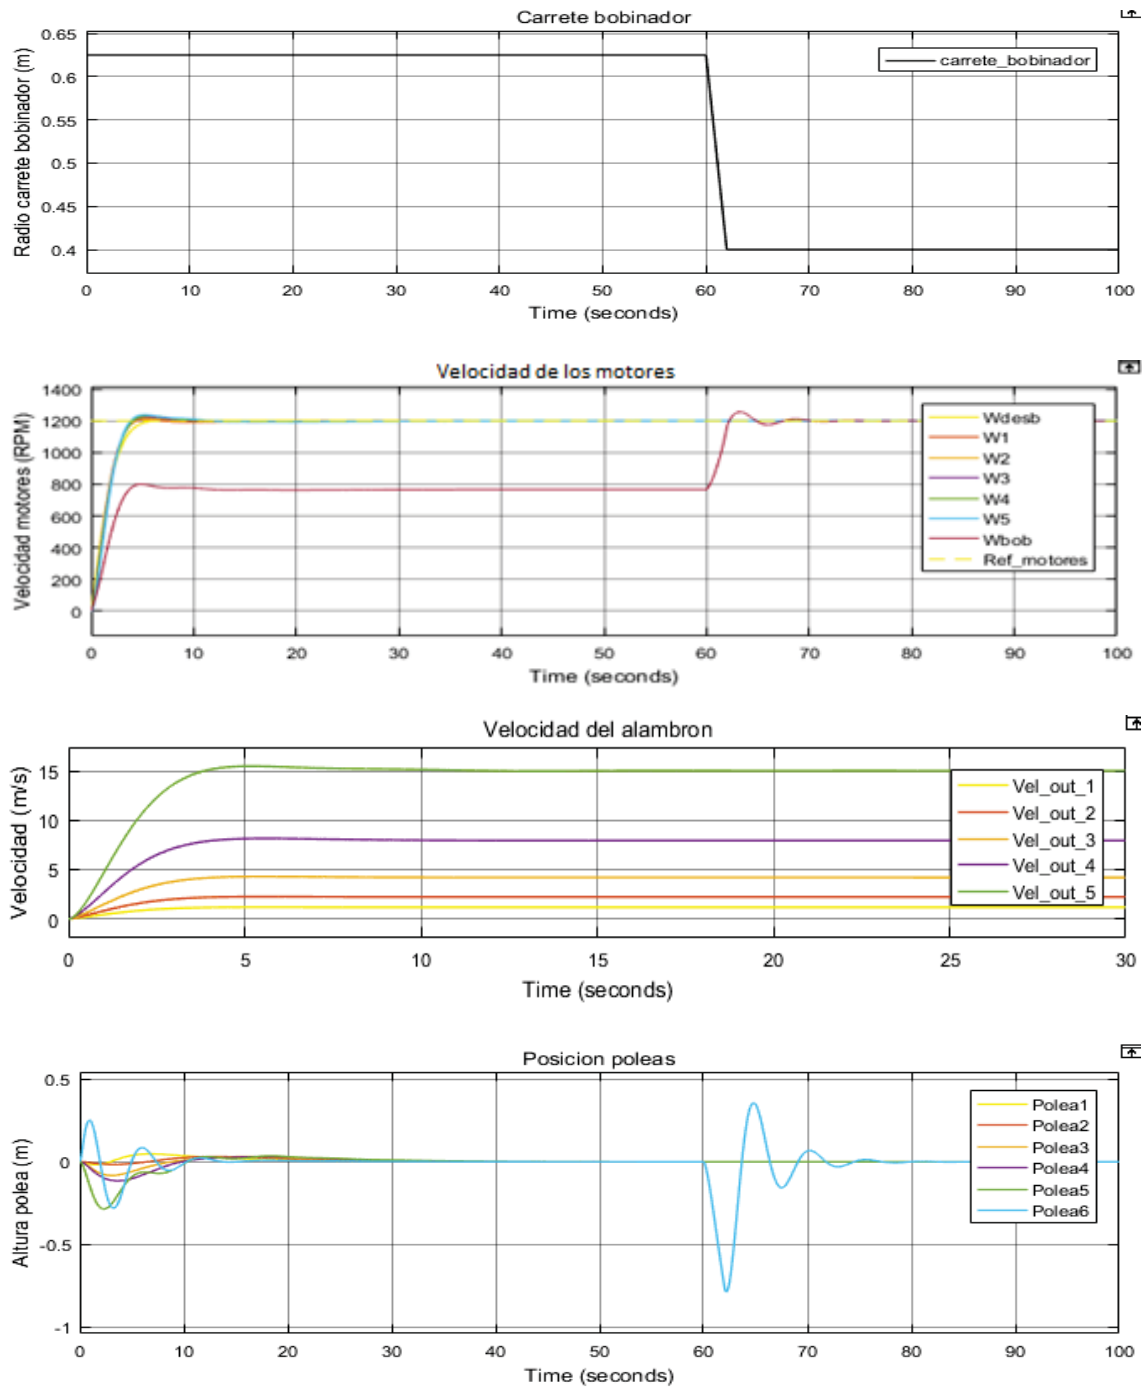 Carrete bobinador
Radio carrete bobinador (m)
0.65
0.6
0.55
0.5
0.45
0.4
carrete_bobinador
0 10 20 30 40 50 60 70 80 90 100
Time (seconds)
Velocidad de los motores
Velocidad motores (RPM)
1400
1200
1000
800
600
400
200
0
Wdesb
W1
W2
W3
W4
W5
Wbob
Ref_motores
0 10 20 30 40 50 60 70 80 90 100
Time (seconds)
Velocidad del alambron
Velocidad (m/s)
15
10
5
0
Vel_out_1
Vel_out_2
Vel_out_3
Vel_out_4
Vel_out_5
0 5 10 15 20 25 30
Time (seconds)
Posicion poleas
Altura polea (m)
0.5
0
-0.5
-1
Polea1
Polea2
Polea3
Polea4
Polea5
Polea6
0 10 20 30 40 50 60 70 80 90 100
Time (seconds)